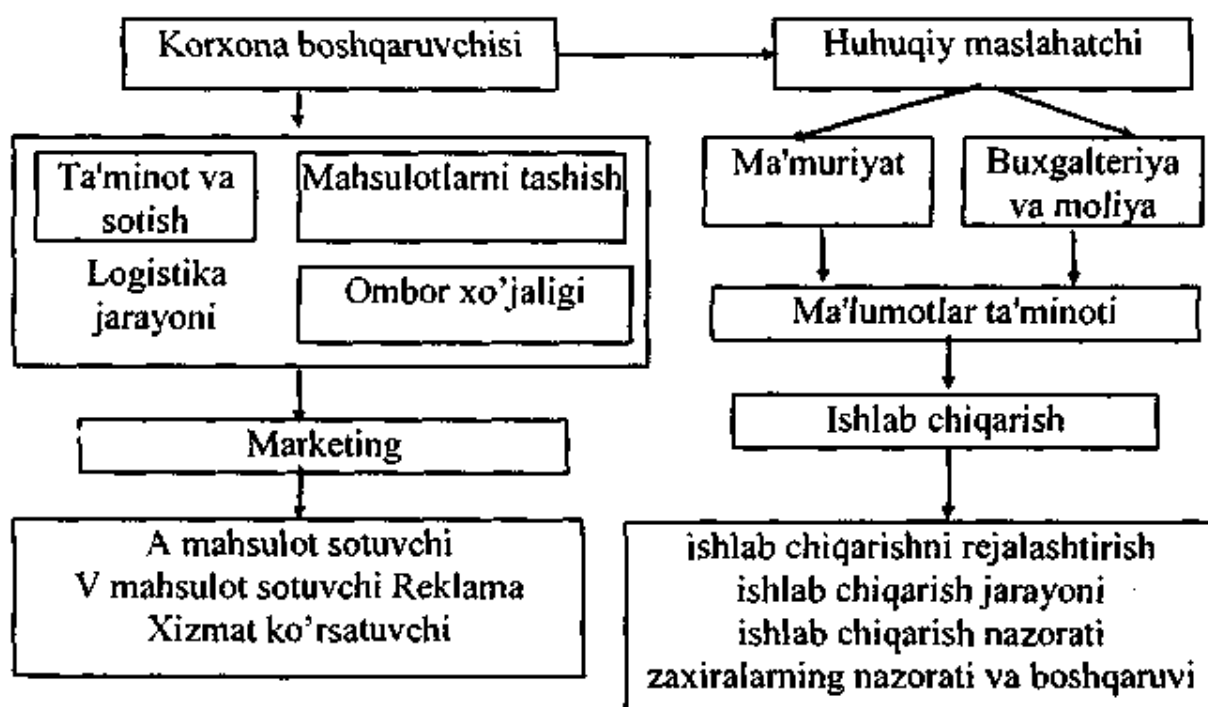 Korxona boshqaruvchisi
Huhuqiy maslahatchi
Ta'minot va
sotish
Mahsulotlarni tashish
Logistika
jarayoni
Ombor xo'jaligi
Ma'muriyat
Buxgalteriya
va moliya
Ma'lumotlar ta'minoti
Marketing
Ishlab chiqarish
A mahsulot sotuvchi
V mahsulot sotuvchi Reklama
Xizmat ko'rsatuvchi
ishlab chiqarishni rejalashtirish
ishlab chiqarish jarayoni
ishlab chiqarish nazorati
zaxiralarning nazorati va boshqaruvi